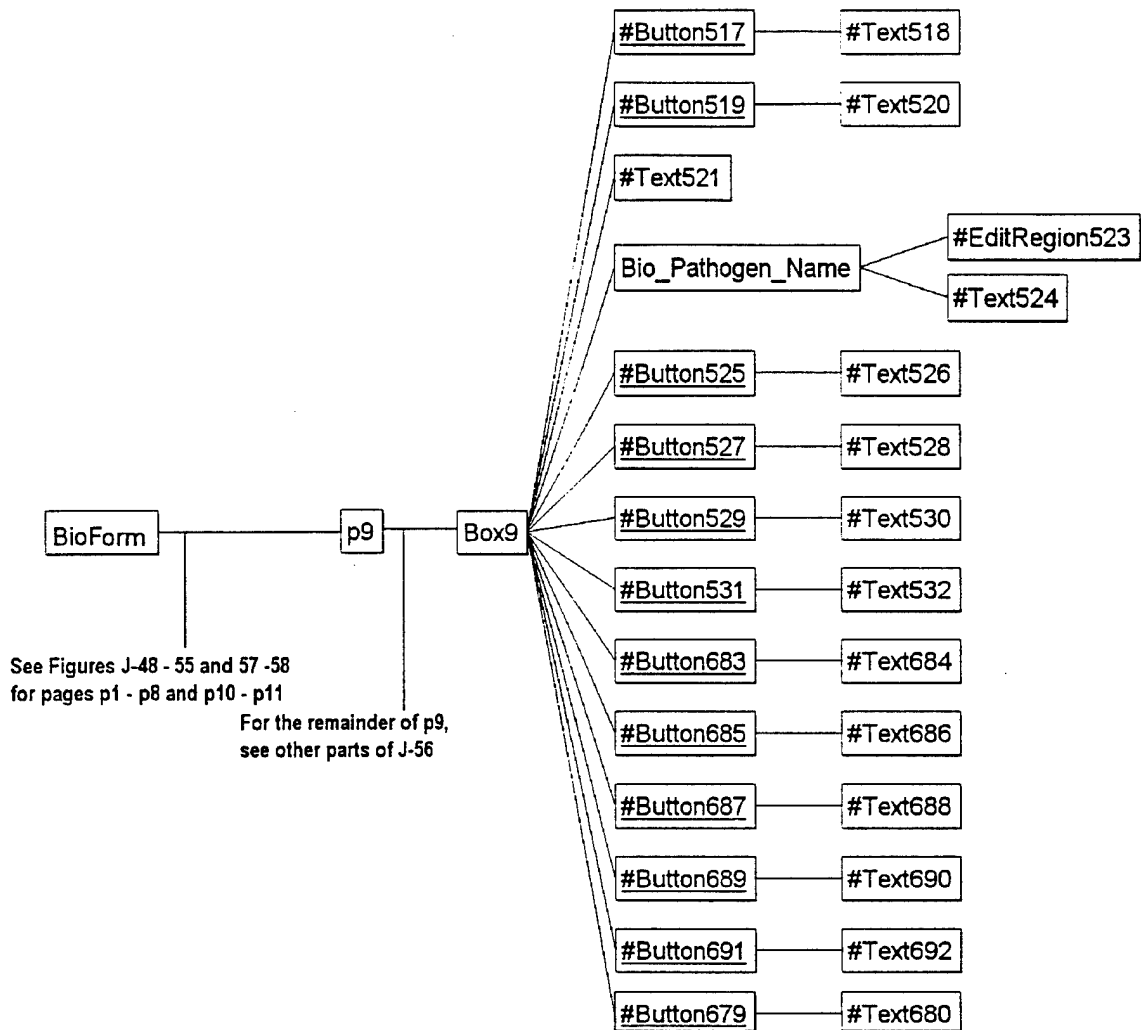 #Button517 #Text518
#Button519 #Text520
#Text521
#EditRegion523
Bio_Pathogen_Name
#Text524
#Button525 #Text526
#Button527 #Text528
#Button529 #Text530
BioForm p9 Box9
#Button531 #Text532
#Button683 #Text684
See Figures J-48 - 55 and 57 -58
for pages p1 - p8 and p10 - p11
For the remainder of p9,
see other parts of J-56
#Button685 #Text686
#Button687 #Text688
#Button689 #Text690
#Button691 #Text692
#Button679 #Text680